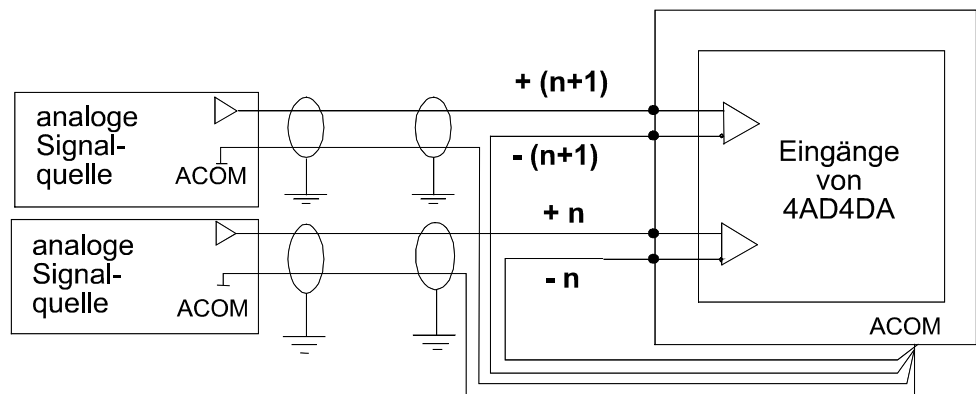 + (n+1)
analoge
Signal-
quelle
ACOM
- (n+1)
Eingänge
von
4AD4DA
+ n
analoge
Signal-
quelle
ACOM
- n
ACOM